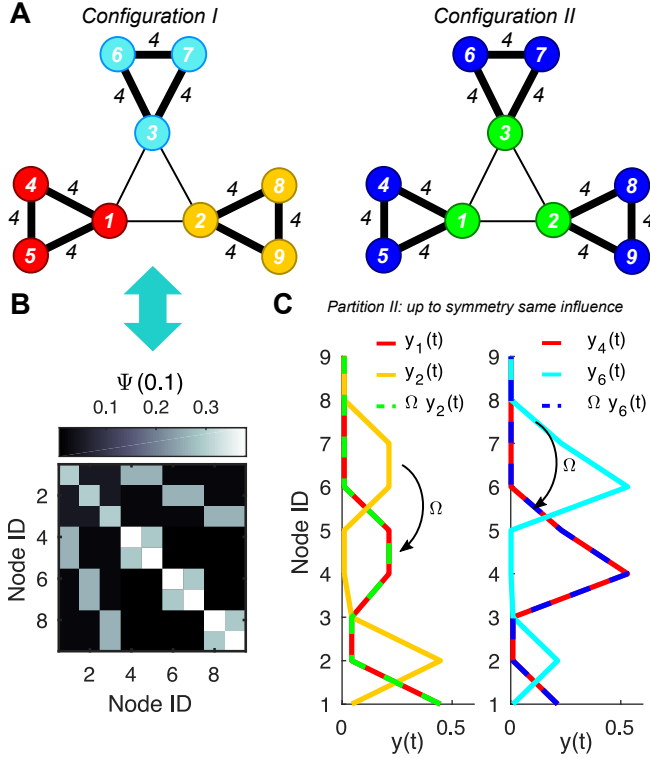 A
Configuration I
Configuration II
6 4 7
6 4 7
4 4
4 4
3
3
4 4 8
4 4 8
4 1 2 4 4
4 1 2 4 4
5 4 4 9
5 4 4 9
B
C
Partition II: up to symmetry same influence
Ψ (0.1)
0.1 0.2 0.3
Node ID
2
4
6
8
2 4 6 8
Node ID
y1(t)
y2(t)
Ω y2(t)
y4(t)
y6(t)
Ω y6(t)
Node ID
9
8
7
6
5
4
3
2
1
Ω
Ω
0 0.5
0 0.5
y(t)
y(t)